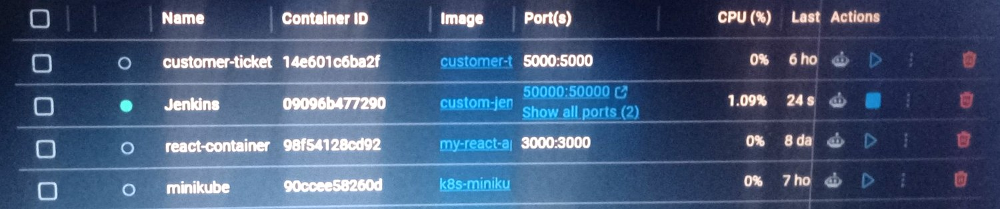 Name Container ID Image Port(s) CPU (%) Last Actions
customer-ticket 14e601c6ba2f customer-t 5000:5000 0% 6 ho
Jenkins 09096b477290 custom-jen 50000:50000 1.09% 24 s
Show all ports (2)
react-container 98f54128cd92 my-react-a 3000:3000 0% 8 da
minikube 90ccee58260d k8s-miniku 0% 7 ho